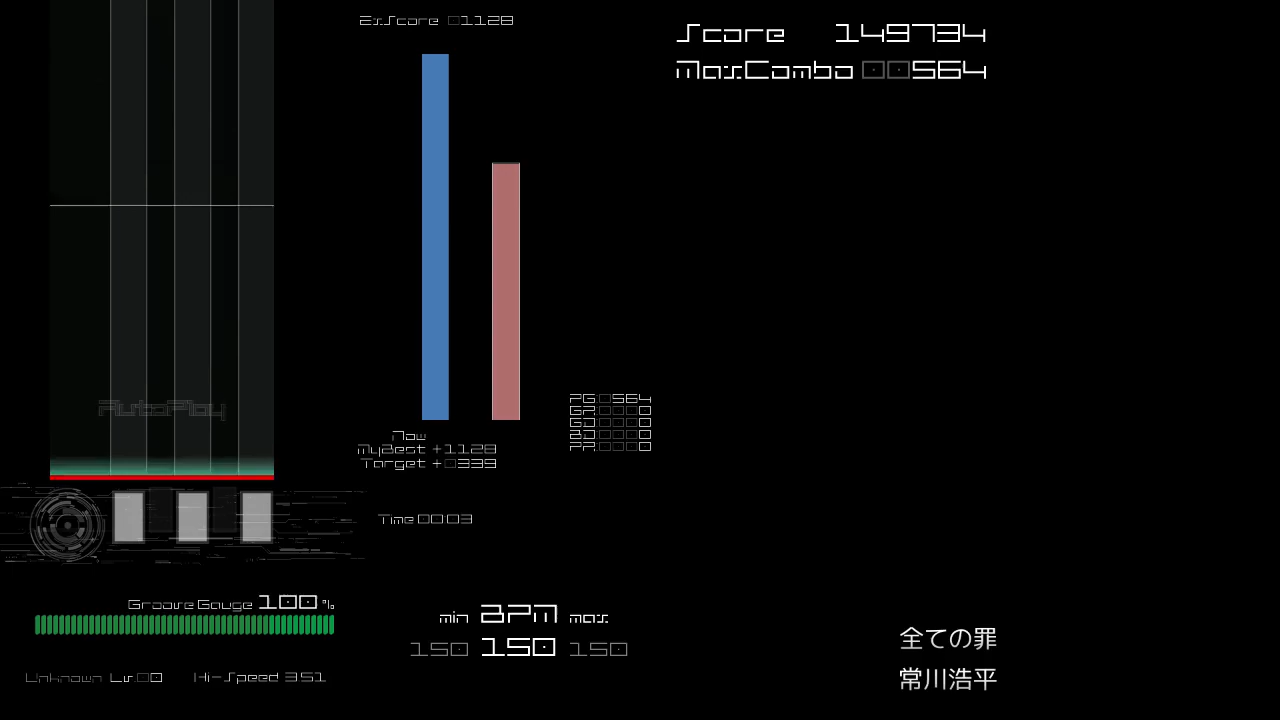 ExScore 01128
Score 149734
MaxCombo 00564
AutoPlay
PG:0564
GR:0000
GD:0000
BD:0000
PR:0000
Now
MyBest +1128
Target +0339
Time 00:03
Groove Gauge 100%
min BPM max
150 150 150
Unknown Lv.00 Hi-Speed 3.51
全ての罪
常川浩平